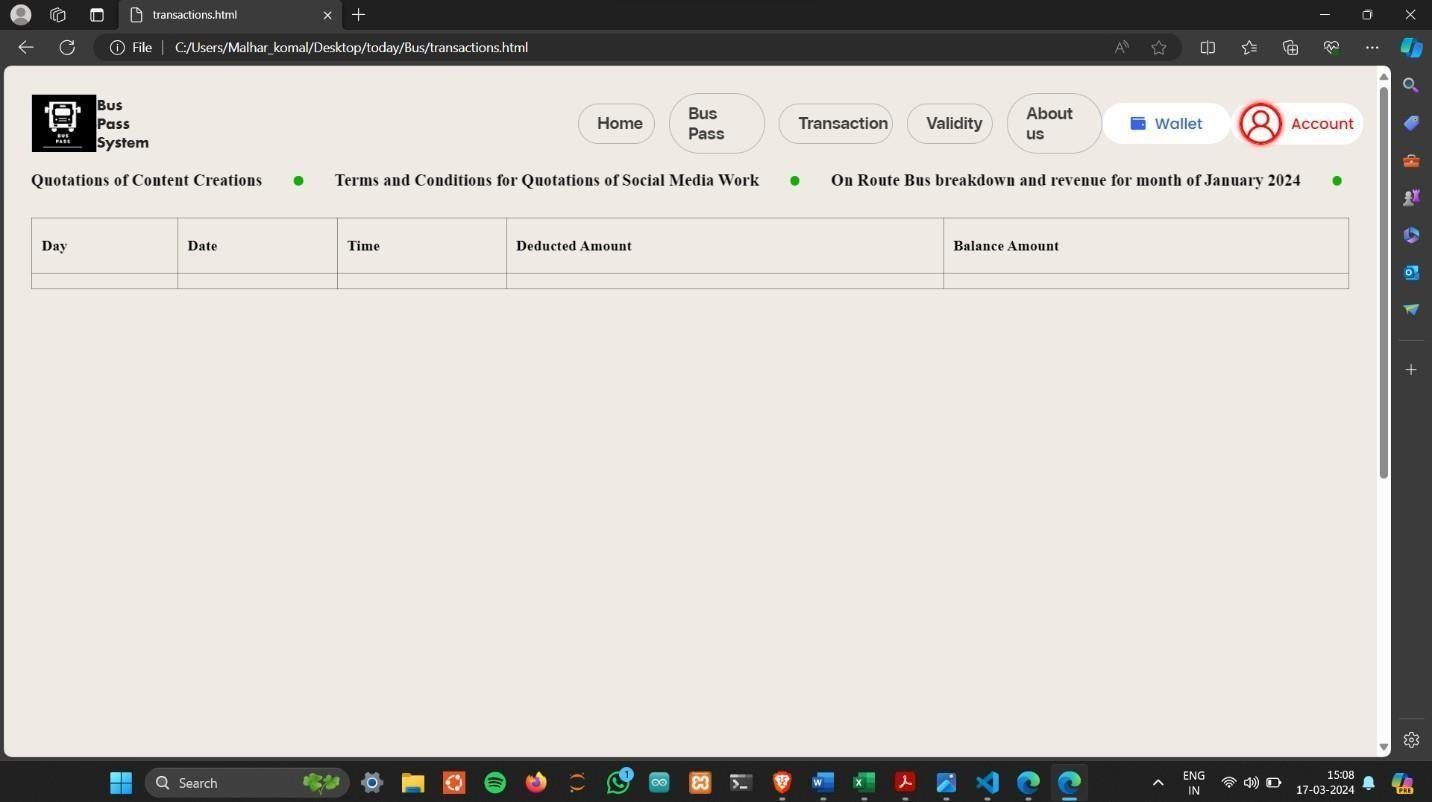 transactions.html
File
C:/Users/Malhar_komal/Desktop/today/Bus/transactions.html
BUS
PASS
Bus
Pass
System
Home
Bus
Pass
Transaction
Validity
About
us
Wallet
Account
Quotations of Content Creations
Terms and Conditions for Quotations of Social Media Work
On Route Bus breakdown and revenue for month of January 2024
Day
Date
Time
Deducted Amount
Balance Amount
Search
1
ENG
IN
15:08
17-03-2024
PRE